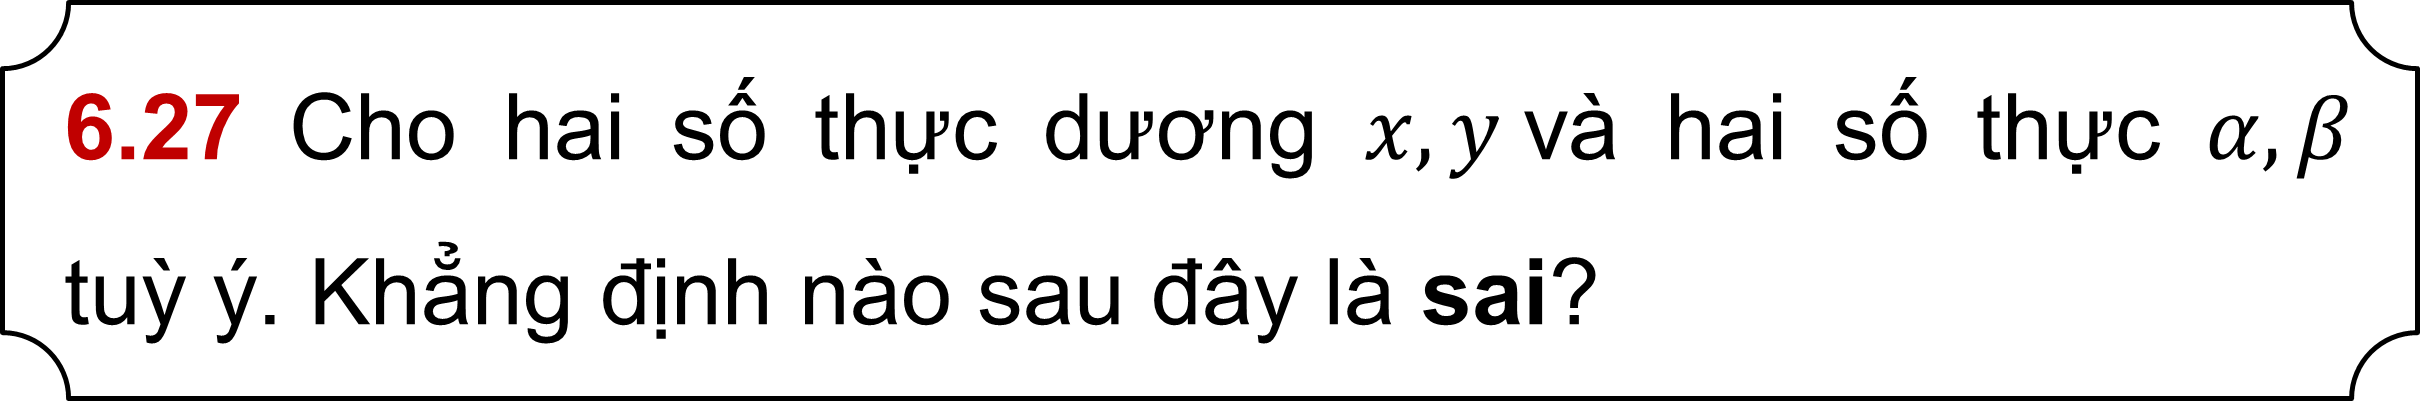 6.27 Cho hai số thực dương x, y và hai số thực α, β
tuỳ ý. Khẳng định nào sau đây là sai?